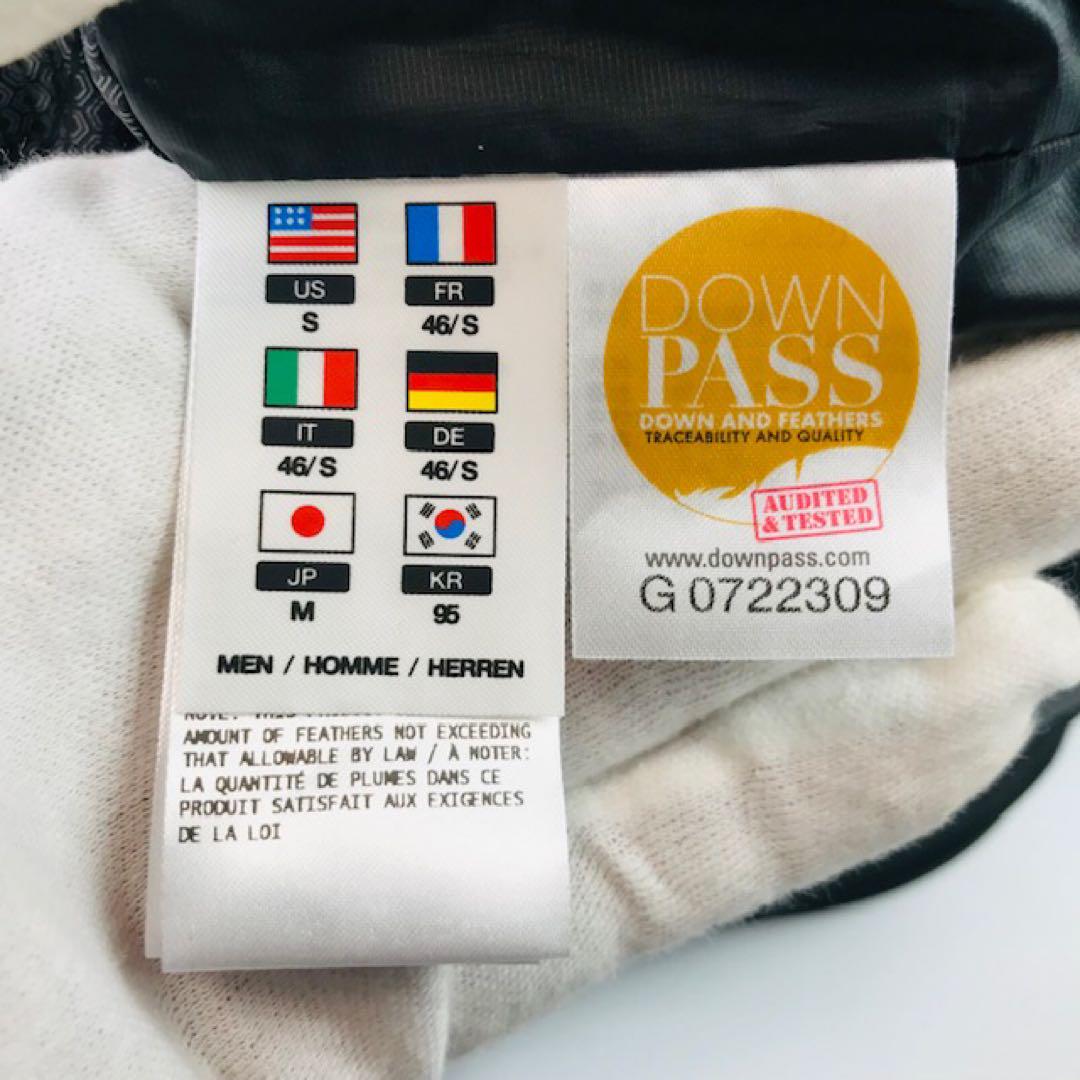 US
FR
S
46/S
IT
DE
46/S
46/S
JP
KR
M
95
MEN / HOMME / HERREN
AMOUNT OF FEATHERS NOT EXCEEDING
THAT ALLOWABLE BY LAW / À NOTER:
LA QUANTITÉ DE PLUMES DANS CE
PRODUIT SATISFAIT AUX EXIGENCES
DE LA LOI
DOWN
PASS
DOWN AND FEATHERS
TRACEABILITY AND QUALITY
AUDITED
& TESTED
www.downpass.com
G 0722309